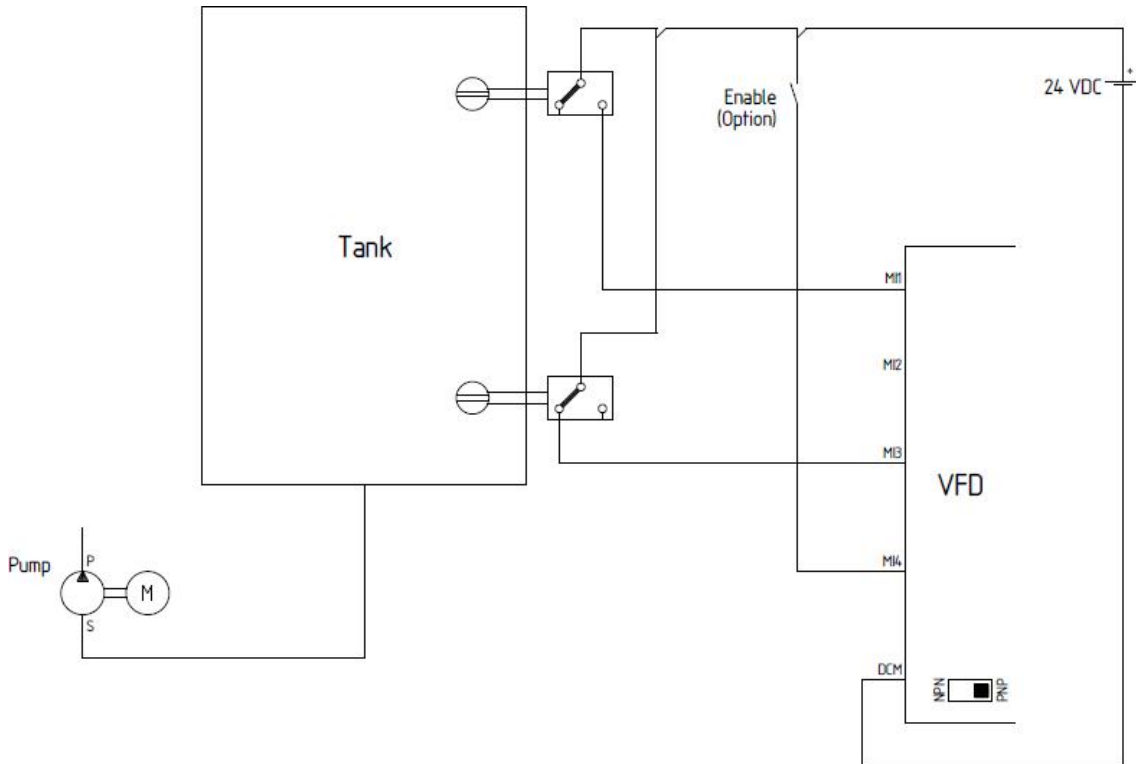 24 VDC
+
Enable
(Option)
Tank
MI1
MI2
MI3
VFD
MI4
Pump
P
M
S
DCM
NPN
PNP